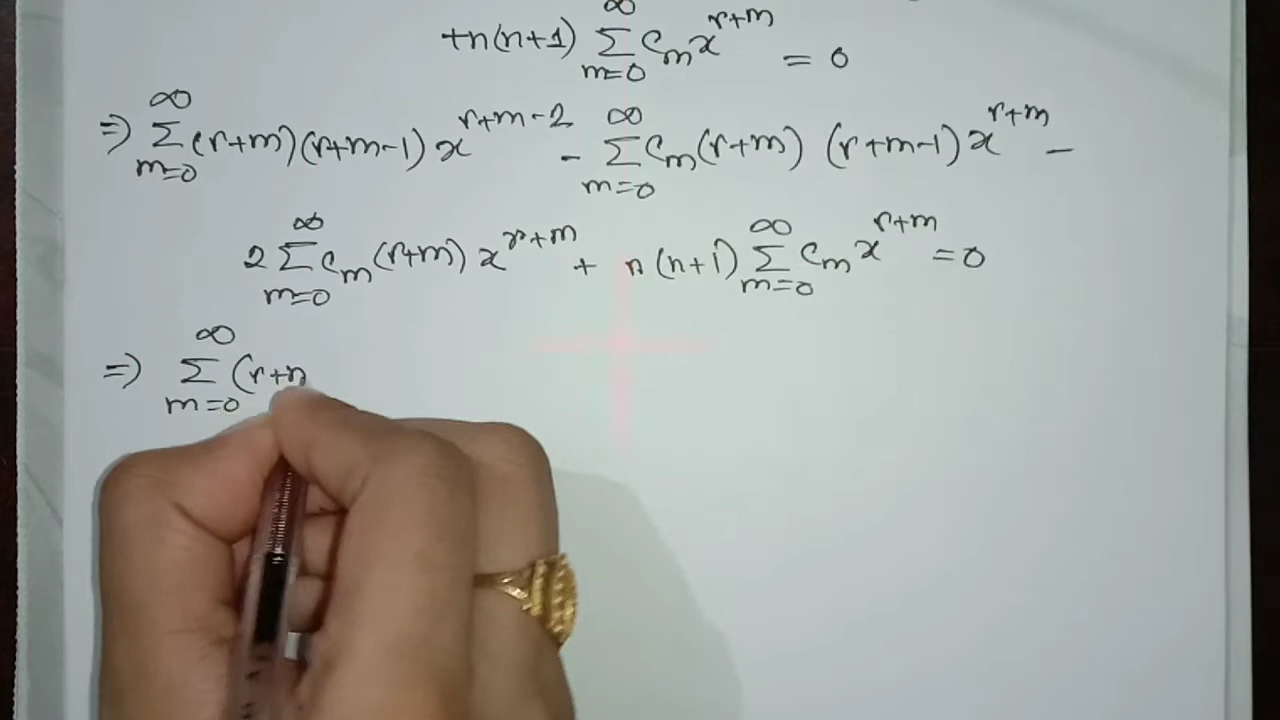 +n(n+1) ∑_{m=0}^{∞} C_m x^{r+m} = 0
⇒ ∑_{m=0}^{∞} (r+m)(r+m-1) x^{r+m-2} - ∑_{m=0}^{∞} C_m (r+m) (r+m-1) x^{r+m} -
2 ∑_{m=0}^{∞} C_m (r+m) x^{r+m} + n(n+1) ∑_{m=0}^{∞} C_m x^{r+m} = 0
⇒ ∑_{m=0}^{∞} (r+n